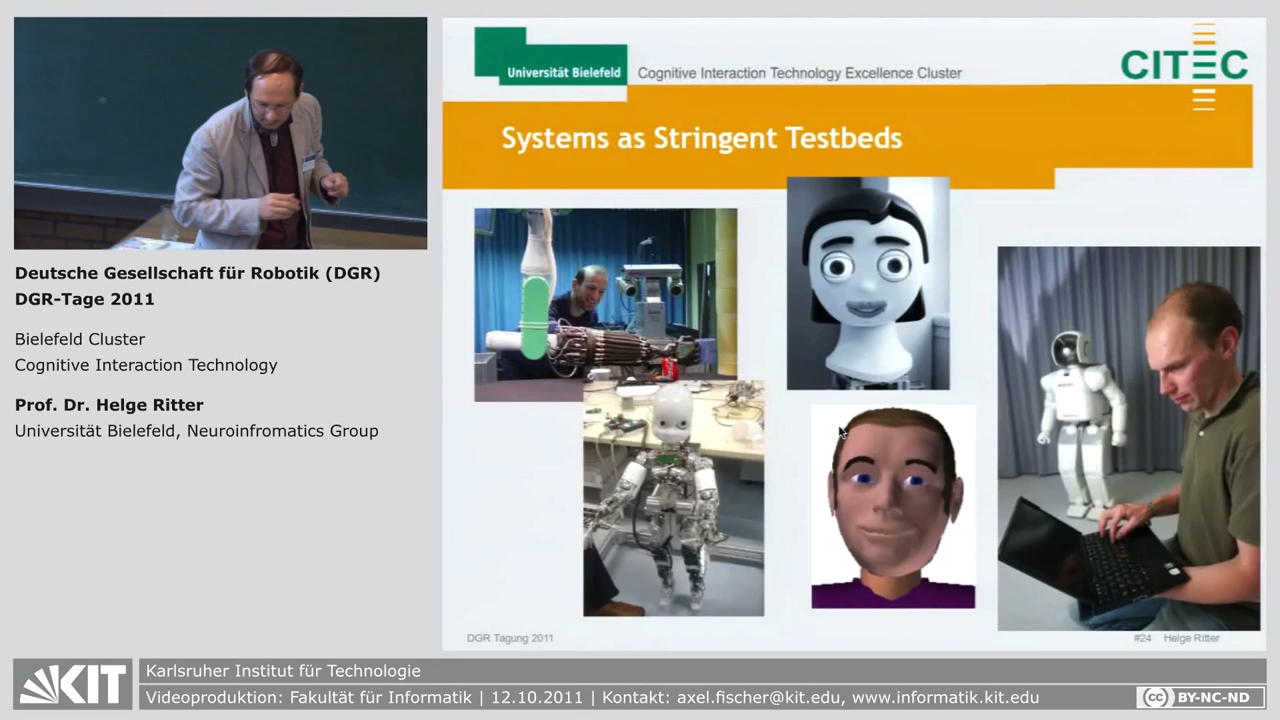 Universität Bielefeld
Cognitive Interaction Technology Excellence Cluster
CITEC
Systems as Stringent Testbeds
Deutsche Gesellschaft für Robotik (DGR)
DGR-Tage 2011
Bielefeld Cluster
Cognitive Interaction Technology
Prof. Dr. Helge Ritter
Universität Bielefeld, Neuroinfromatics Group
DGR Tagung 2011
#24 Helge Ritter
KIT
Karlsruher Institut für Technologie
Videoproduktion: Fakultät für Informatik | 12.10.2011 | Kontakt: axel.fischer@kit.edu, www.informatik.kit.edu
cc BY-NC-ND